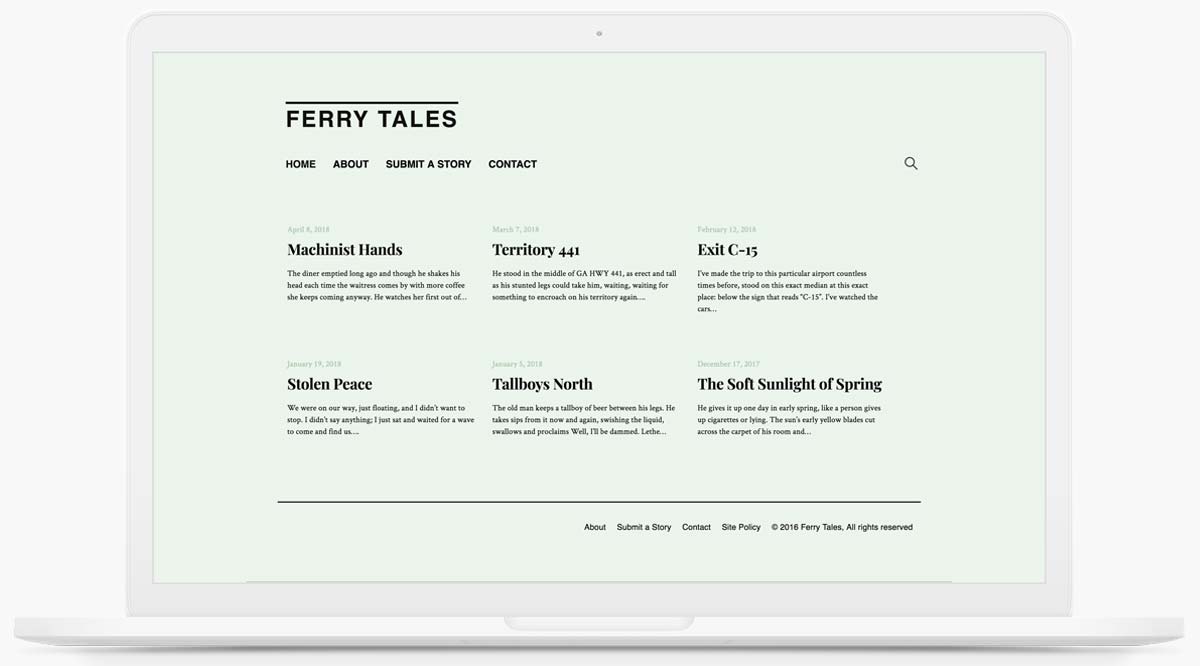 FERRY TALES
HOME ABOUT SUBMIT A STORY CONTACT
April 8, 2018
Machinist Hands
The diner emptied long ago and though he shakes his
head each time the waitress comes by with more coffee
she keeps coming anyway. He watches her first out of…
March 7, 2018
Territory 441
He stood in the middle of GA HWY 441, as erect and tall
as his stunted legs could take him, waiting, waiting for
something to encroach on his territory again….
February 12, 2018
Exit C-15
I've made the trip to this particular airport countless
times before, stood on this exact median at this exact
place: below the sign that reads "C-15". I've watched the
cars…
January 19, 2018
Stolen Peace
We were on our way, just floating, and I didn't want to
stop. I didn't say anything; I just sat and waited for a wave
to come and find us….
January 5, 2018
Tallboys North
The old man keeps a tallboy of beer between his legs. He
takes sips from it now and again, swishing the liquid,
swallows and proclaims Well, I'll be dammed. Lethe…
December 17, 2017
The Soft Sunlight of Spring
He gives it up one day in early spring, like a person gives
up cigarettes or lying. The sun's early yellow blades cut
across the carpet of his room and…
About Submit a Story Contact Site Policy © 2016 Ferry Tales, All rights reserved